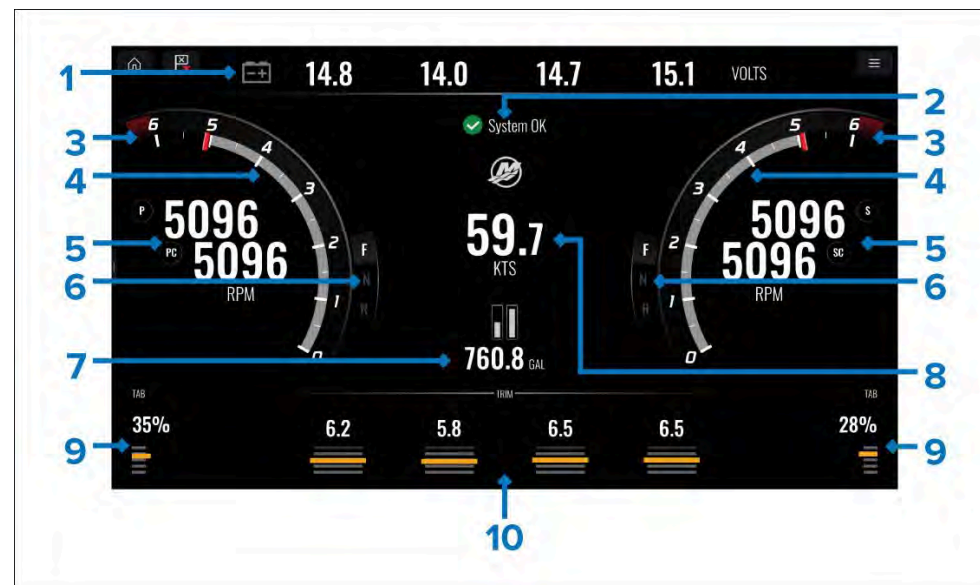 1 14.8 14.0 14.7 15.1 VOLTS
System OK 2
3 6 5 5 6 3
4 4 4 4
3 3
P 5096 5096 S
5 PC 5096 5096 SC 5
RPM RPM
2 F 59.7 F 2
6 N KTS N 6
1 R R 1
0 0
7 760.8 GAL 8
TRIM
TAB TAB
35% 6.2 5.8 6.5 6.5 28%
9 9
10